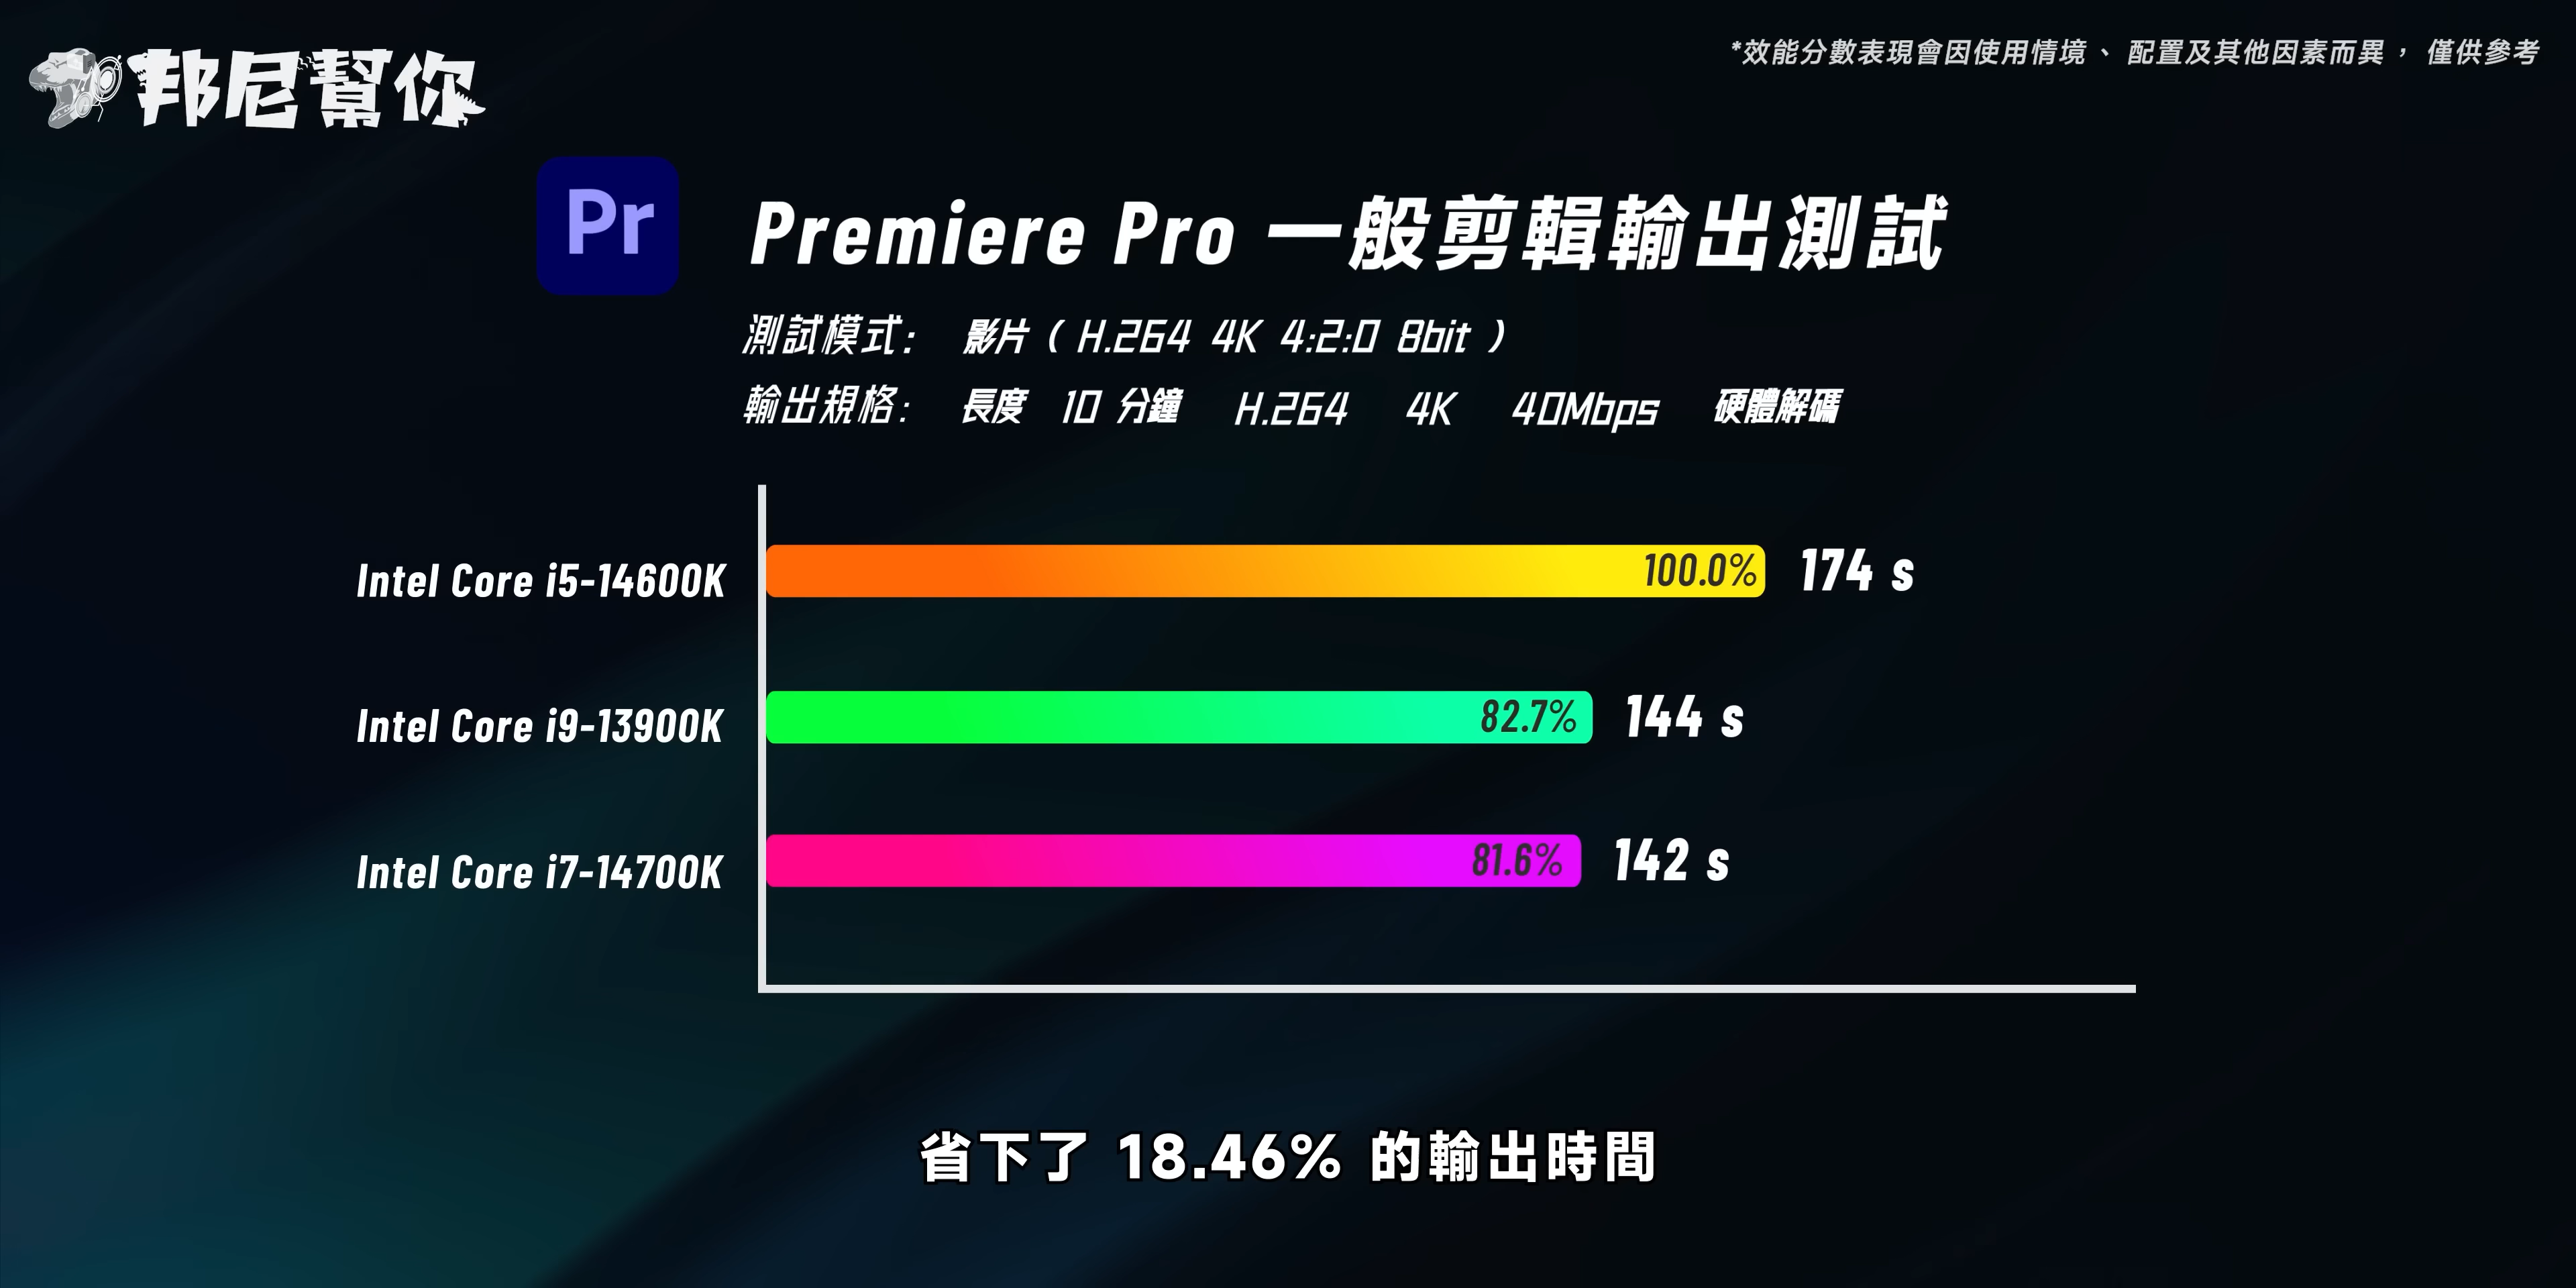 邦尼幫你
*效能分數表現會因使用情境、配置及其他因素而異，僅供參考
Pr
Premiere Pro 一般剪輯輸出測試
測試模式： 影片 ( H.264 4K 4:2:0 8bit )
輸出規格： 長度 10 分鐘 H.264 4K 40Mbps 硬體解碼
Intel Core i5-14600K 100.0% 174 s
Intel Core i9-13900K 82.7% 144 s
Intel Core i7-14700K 81.6% 142 s
省下了 18.46% 的輸出時間